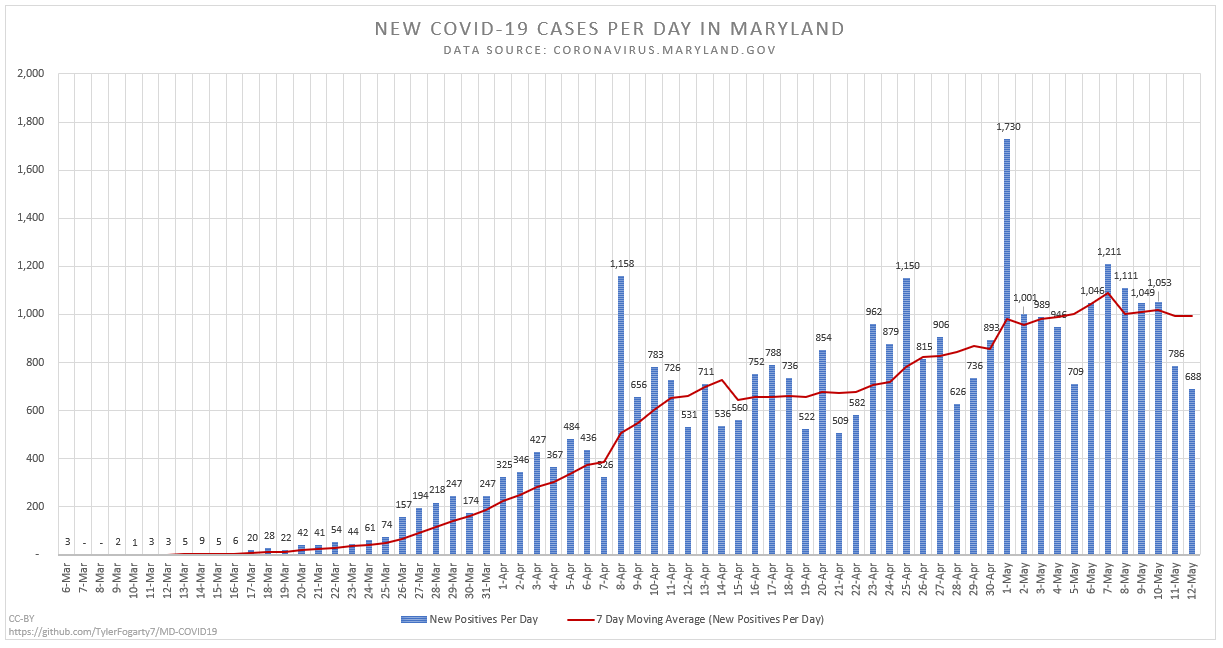 NEW COVID-19 CASES PER DAY IN MARYLAND
DATA SOURCE: CORONAVIRUS.MARYLAND.GOV
2,000
1,800
1,600
1,400
1,200
1,000
800
600
400
200
-
3 - - 2 1 3 3 5 9 5 6 20 28 22 42 41 54 44 61 74 157 194 218 247 174 247 325 346 427 367 484 436 326 1,158 656 783 726 531 711 536 560 752 788 736 522 854 509 582 962 879 1,150 815 906 626 736 893 1,730 1,001 989 946 709 1,046 1,211 1,111 1,049 1,053 786 688
6-Mar 7-Mar 8-Mar 9-Mar 10-Mar 11-Mar 12-Mar 13-Mar 14-Mar 15-Mar 16-Mar 17-Mar 18-Mar 19-Mar 20-Mar 21-Mar 22-Mar 23-Mar 24-Mar 25-Mar 26-Mar 27-Mar 28-Mar 29-Mar 30-Mar 31-Mar 1-Apr 2-Apr 3-Apr 4-Apr 5-Apr 6-Apr 7-Apr 8-Apr 9-Apr 10-Apr 11-Apr 12-Apr 13-Apr 14-Apr 15-Apr 16-Apr 17-Apr 18-Apr 19-Apr 20-Apr 21-Apr 22-Apr 23-Apr 24-Apr 25-Apr 26-Apr 27-Apr 28-Apr 29-Apr 30-Apr 1-May 2-May 3-May 4-May 5-May 6-May 7-May 8-May 9-May 10-May 11-May 12-May
New Positives Per Day
7 Day Moving Average (New Positives Per Day)
CC-BY
https://github.com/TylerFogarty7/MD-COVID19